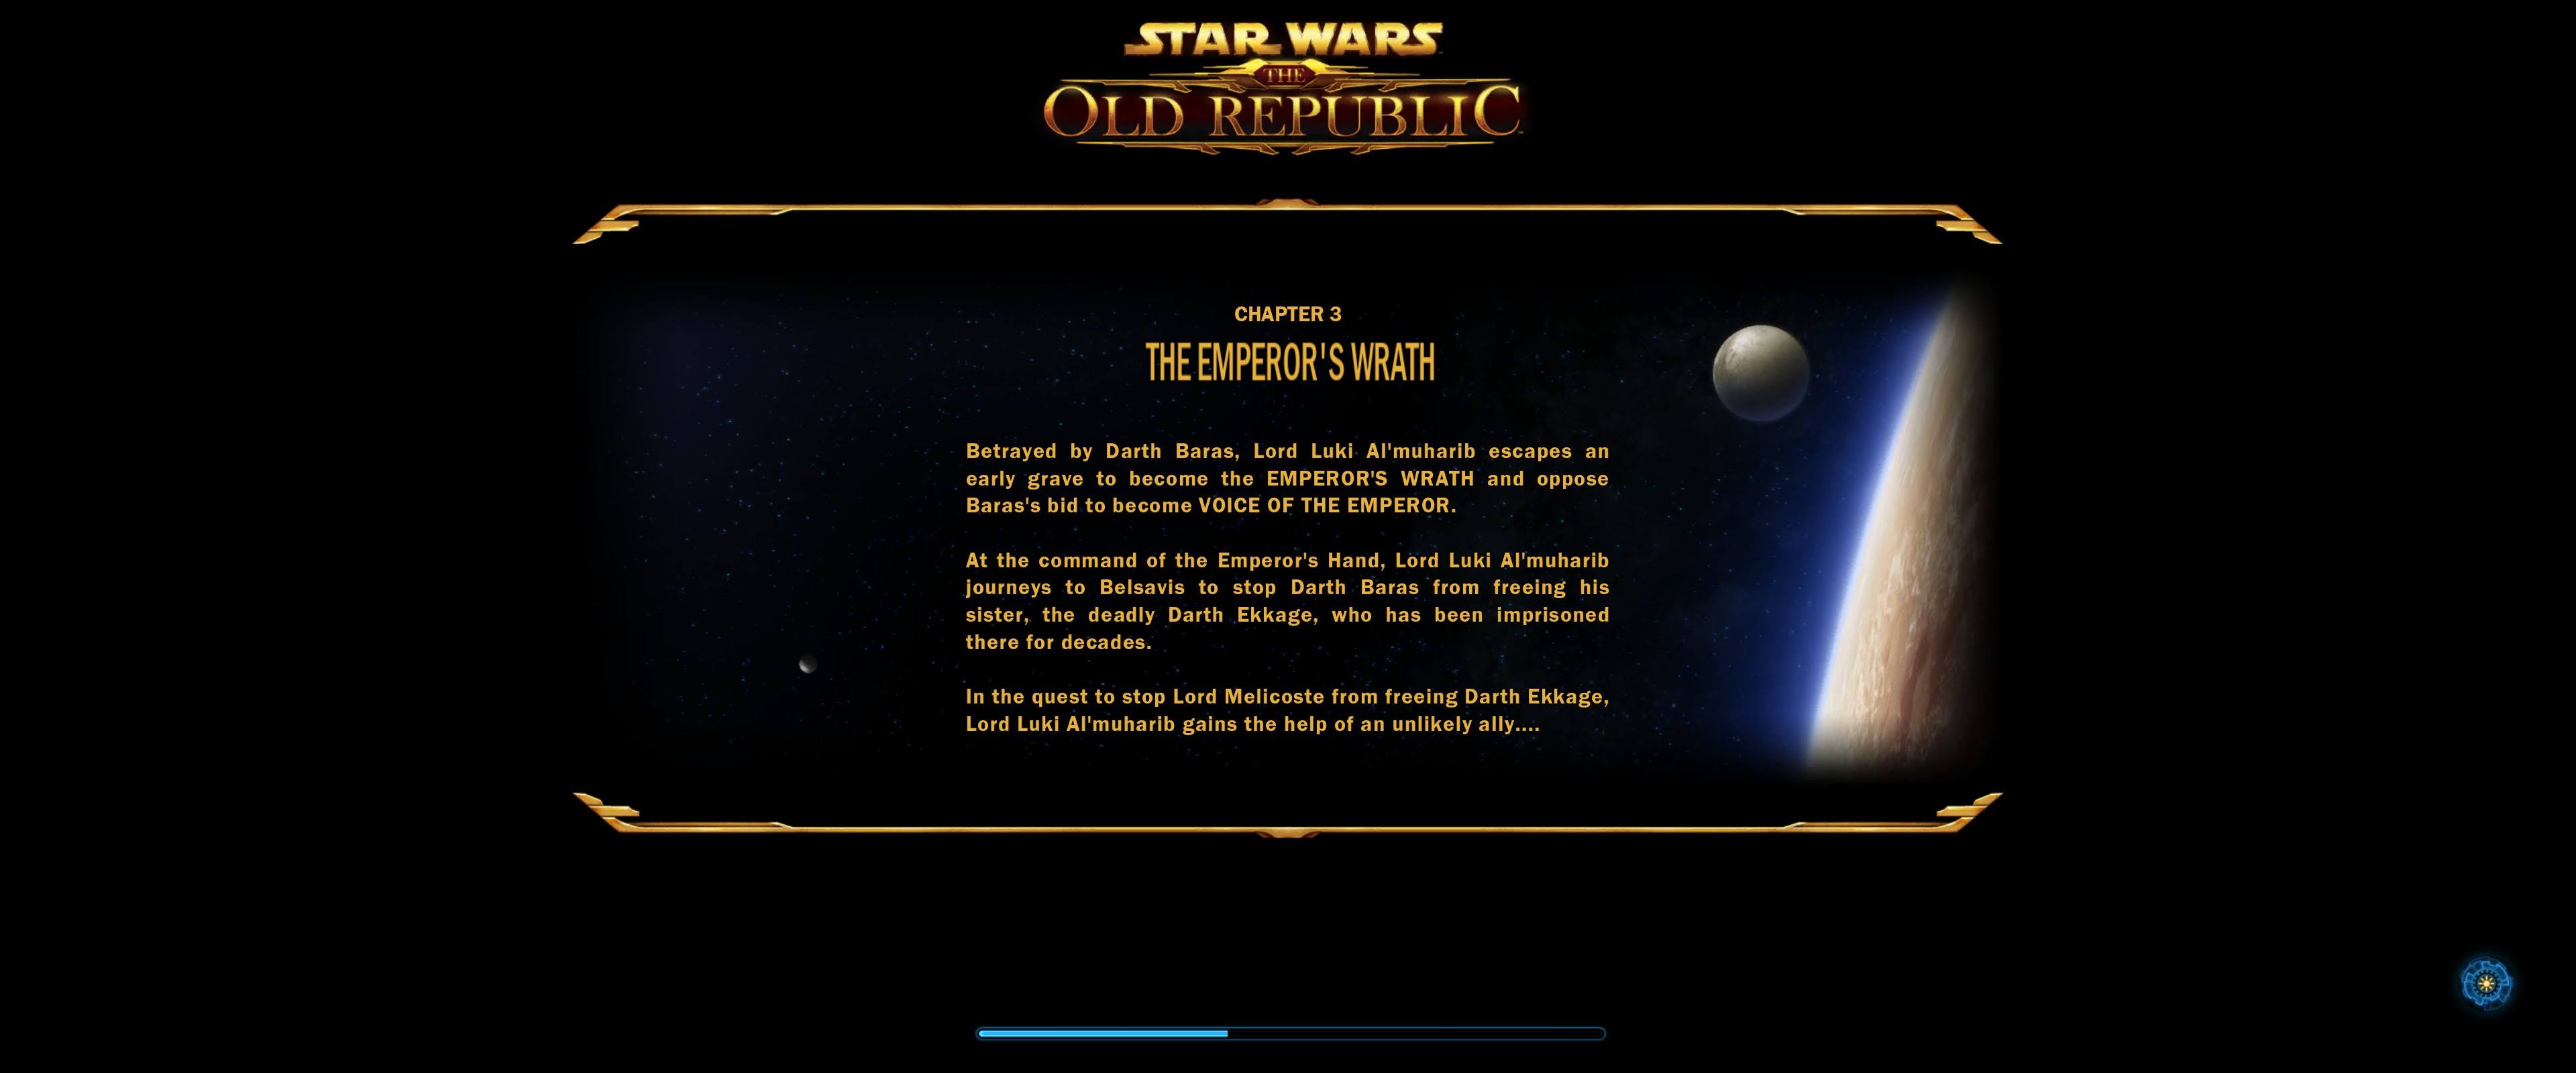 STAR WARS
THE
OLD REPUBLIC
CHAPTER 3
THE EMPEROR'S WRATH
Betrayed by Darth Baras, Lord Luki Al'muharib escapes an
early grave to become the EMPEROR'S WRATH and oppose
Baras's bid to become VOICE OF THE EMPEROR.
At the command of the Emperor's Hand, Lord Luki Al'muharib
journeys to Belsavis to stop Darth Baras from freeing his
sister, the deadly Darth Ekkage, who has been imprisoned
there for decades.
In the quest to stop Lord Melicoste from freeing Darth Ekkage,
Lord Luki Al'muharib gains the help of an unlikely ally....